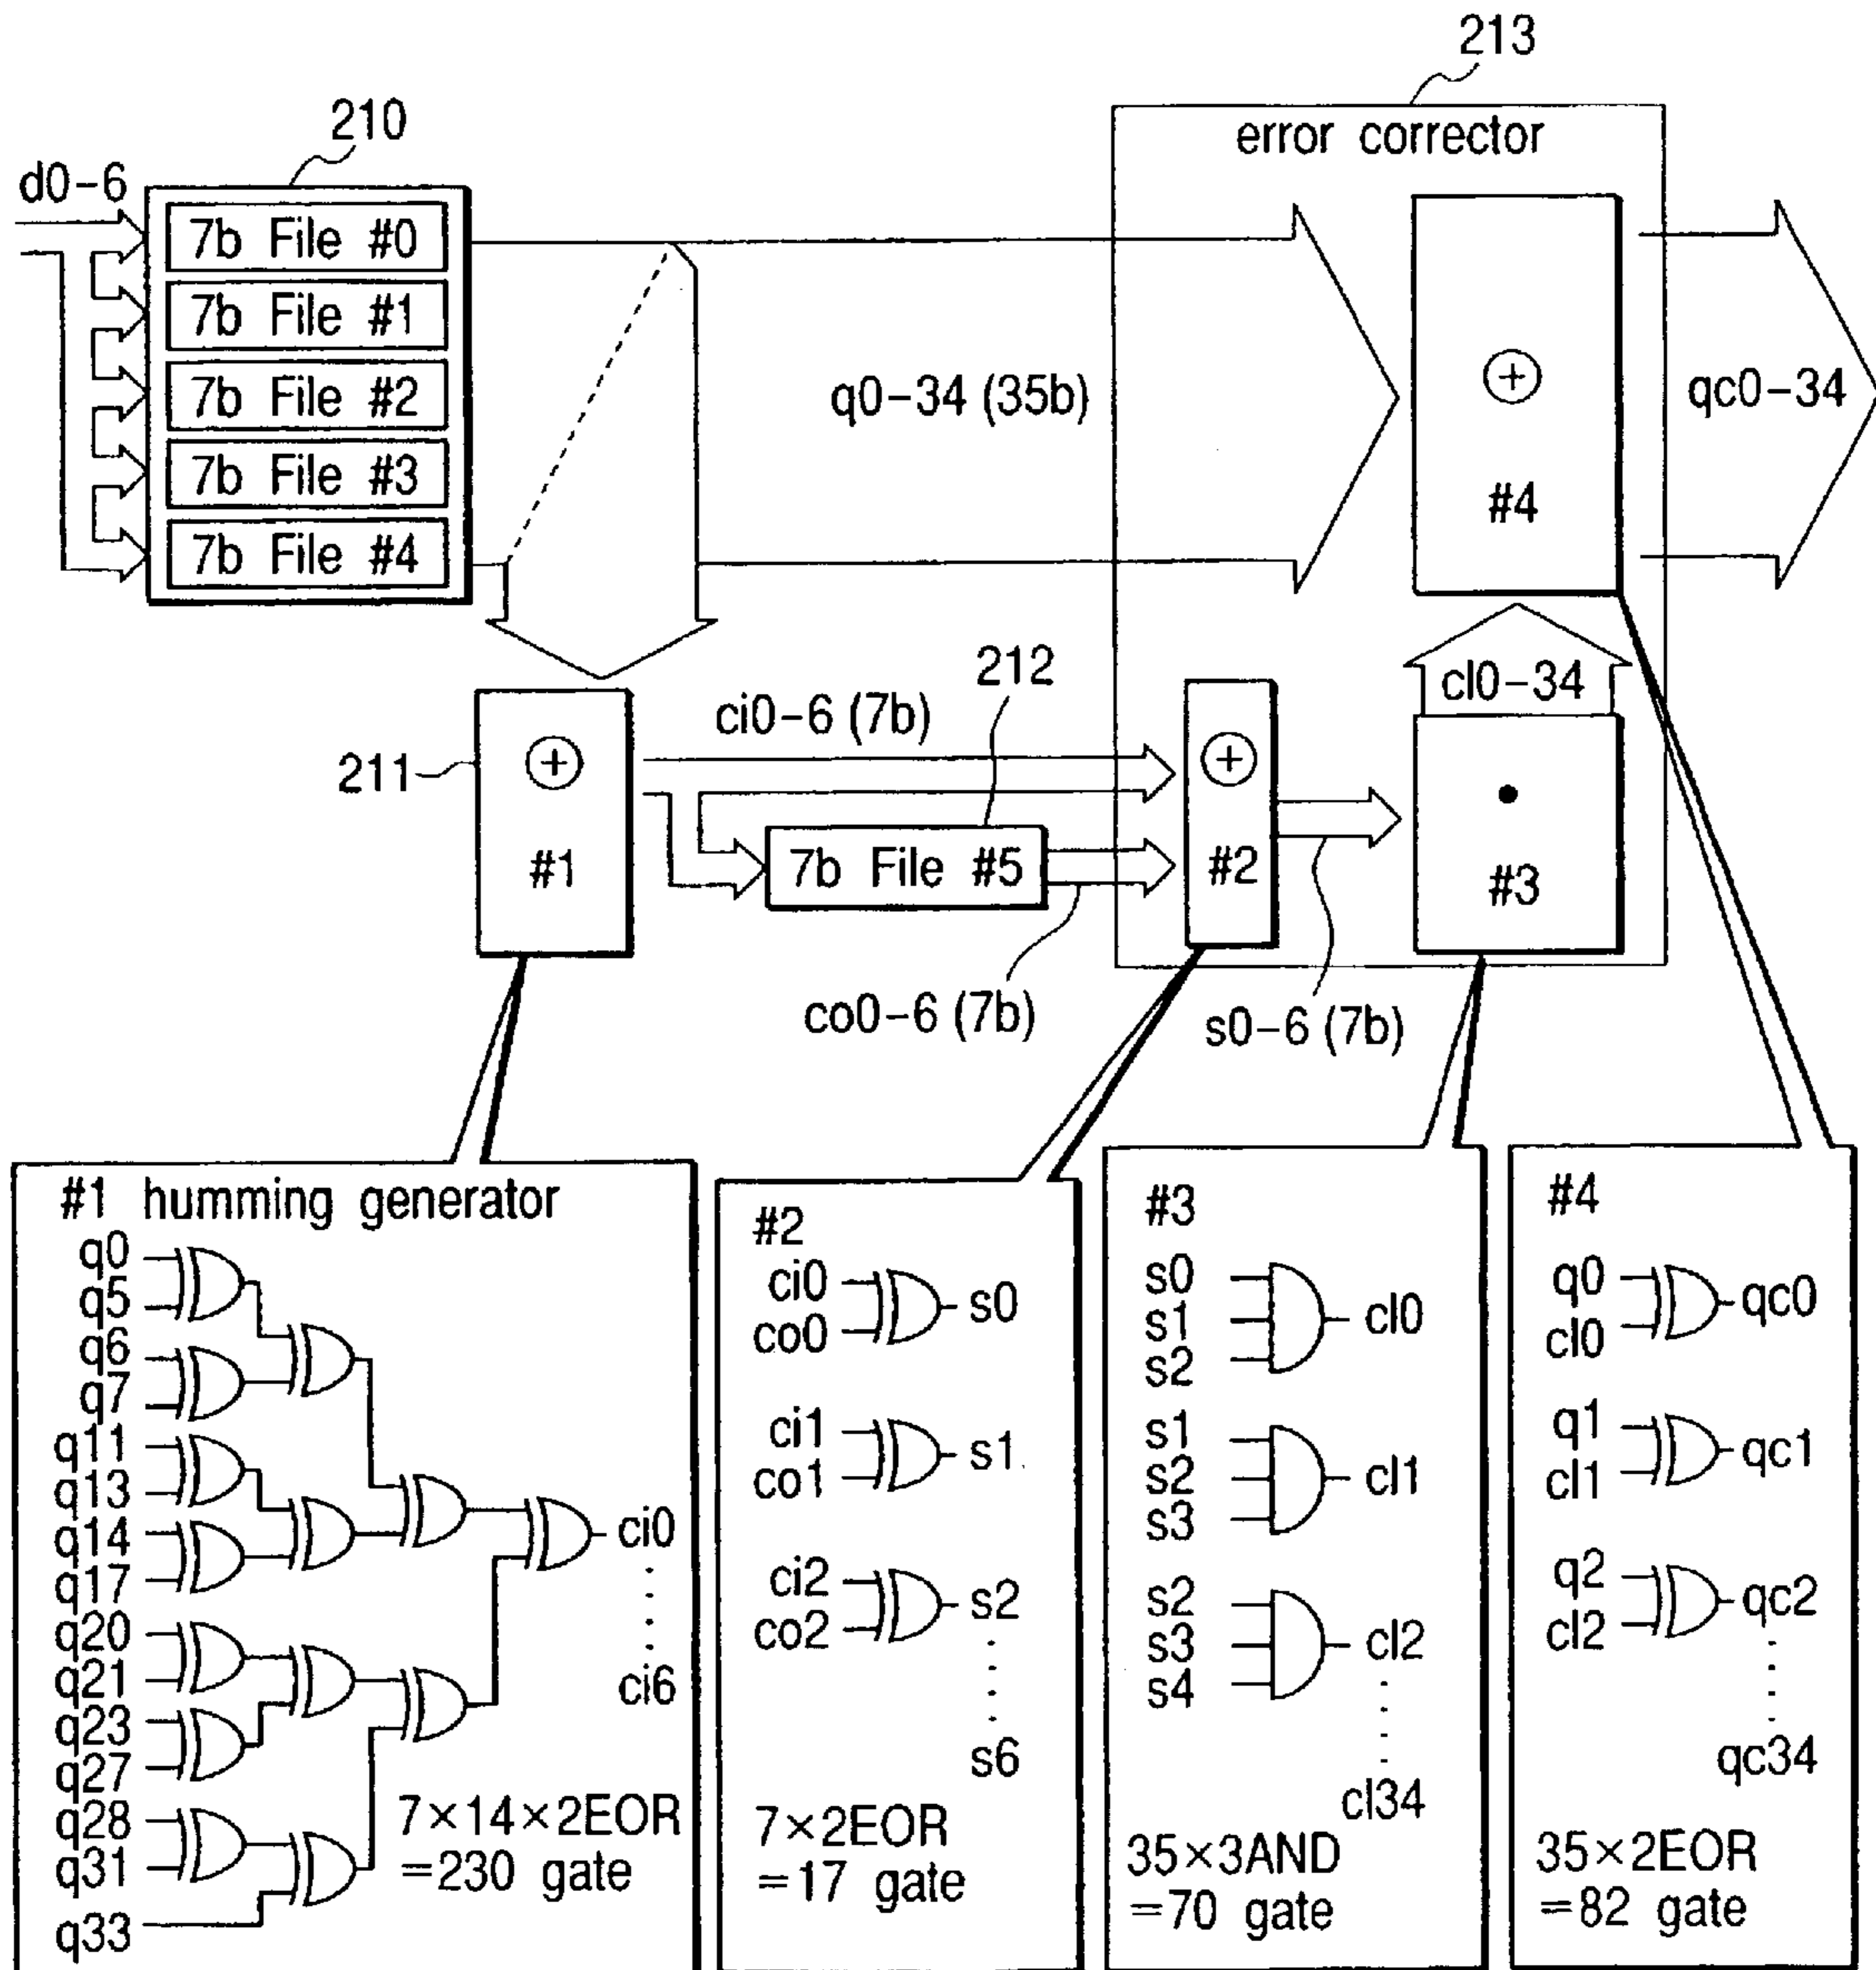 213
210
error corrector
d0-6
7b File #0
7b File #1
7b File #2
7b File #3
7b File #4
q0-34 (35b)
#4
qc0-34
212
cl0-34
ci0-6 (7b)
211
#1
7b File #5
#2
#3
co0-6 (7b)
s0-6 (7b)
#1 humming generator
q0
q5
q6
q7
q11
q13
q14
q17
q20
q21
q23
q27
q28
q31
q33
ci0
ci6
7×14×2EOR
=230 gate
#2
ci0
co0
s0
ci1
co1
s1
ci2
co2
s2
s6
7×2EOR
=17 gate
#3
s0
s1
s2
cl0
s1
s2
s3
cl1
s2
s3
s4
cl2
cl34
35×3AND
=70 gate
#4
q0
cl0
qc0
q1
cl1
qc1
q2
cl2
qc2
qc34
35×2EOR
=82 gate